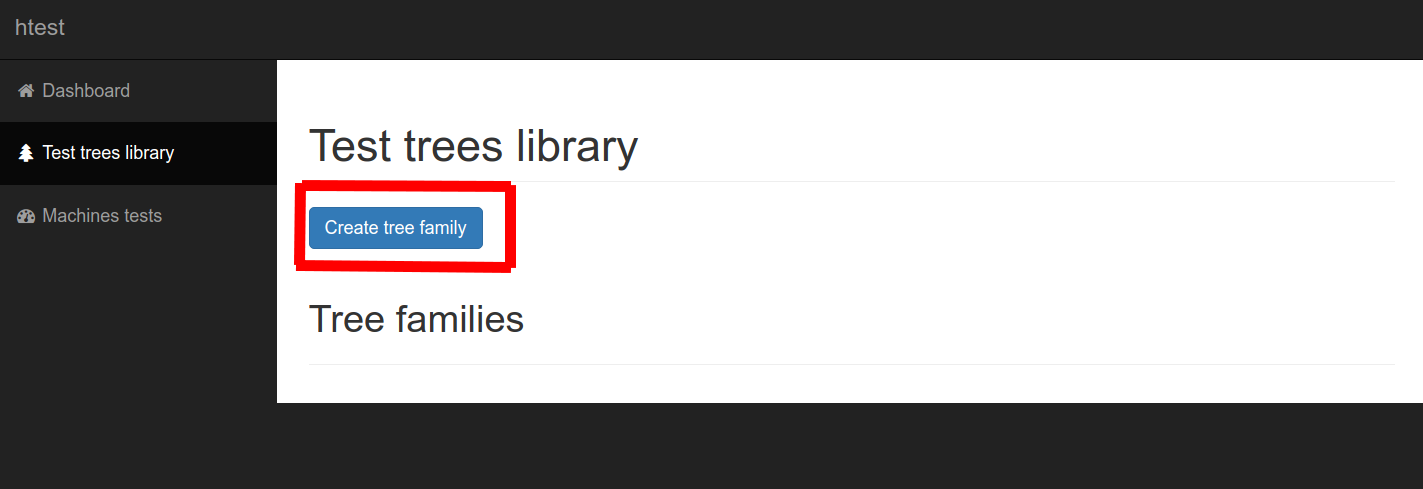 htest
Dashboard
Test trees library
Machines tests
Test trees library
Create tree family
Tree families